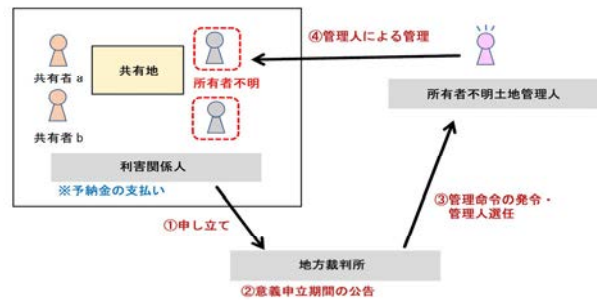 ④管理人による管理
共有者 a
共有地
所有者不明
所有者不明土地管理人
共有者 b
利害関係人
※予納金の支払い
③管理命令の発令・
管理人選任
①申し立て
地方裁判所
②意義申立期間の公告